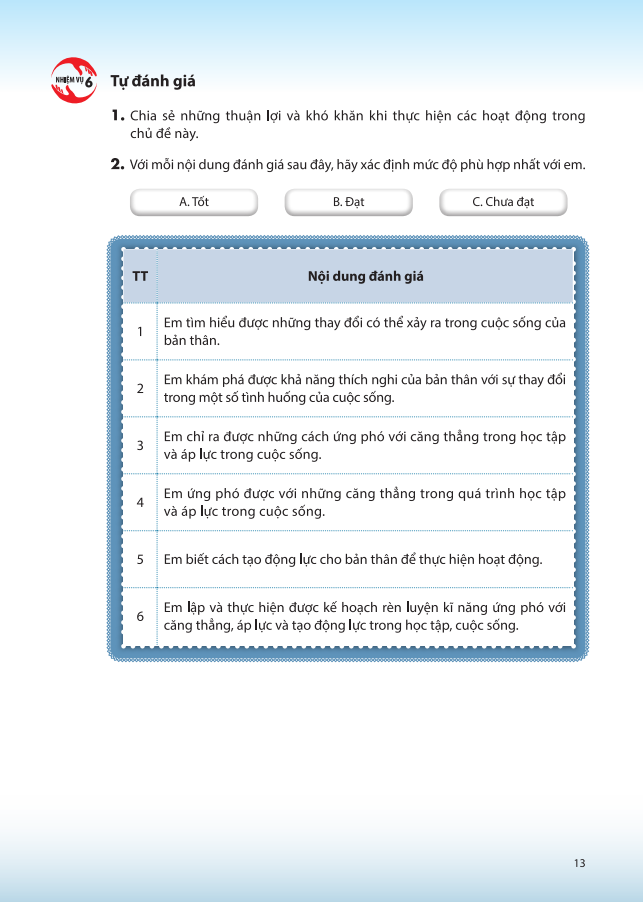 NHIỆM VỤ 6
Tự đánh giá
1. Chia sẻ những thuận lợi và khó khăn khi thực hiện các hoạt động trong
chủ đề này.
2. Với mỗi nội dung đánh giá sau đây, hãy xác định mức độ phù hợp nhất với em.
A. Tốt
B. Đạt
C. Chưa đạt
TT
Nội dung đánh giá
1
Em tìm hiểu được những thay đổi có thể xảy ra trong cuộc sống của
bản thân.
2
Em khám phá được khả năng thích nghi của bản thân với sự thay đổi
trong một số tình huống của cuộc sống.
3
Em chỉ ra được những cách ứng phó với căng thẳng trong học tập
và áp lực trong cuộc sống.
4
Em ứng phó được với những căng thẳng trong quá trình học tập
và áp lực trong cuộc sống.
5
Em biết cách tạo động lực cho bản thân để thực hiện hoạt động.
6
Em lập và thực hiện được kế hoạch rèn luyện kĩ năng ứng phó với
căng thẳng, áp lực và tạo động lực trong học tập, cuộc sống.
13